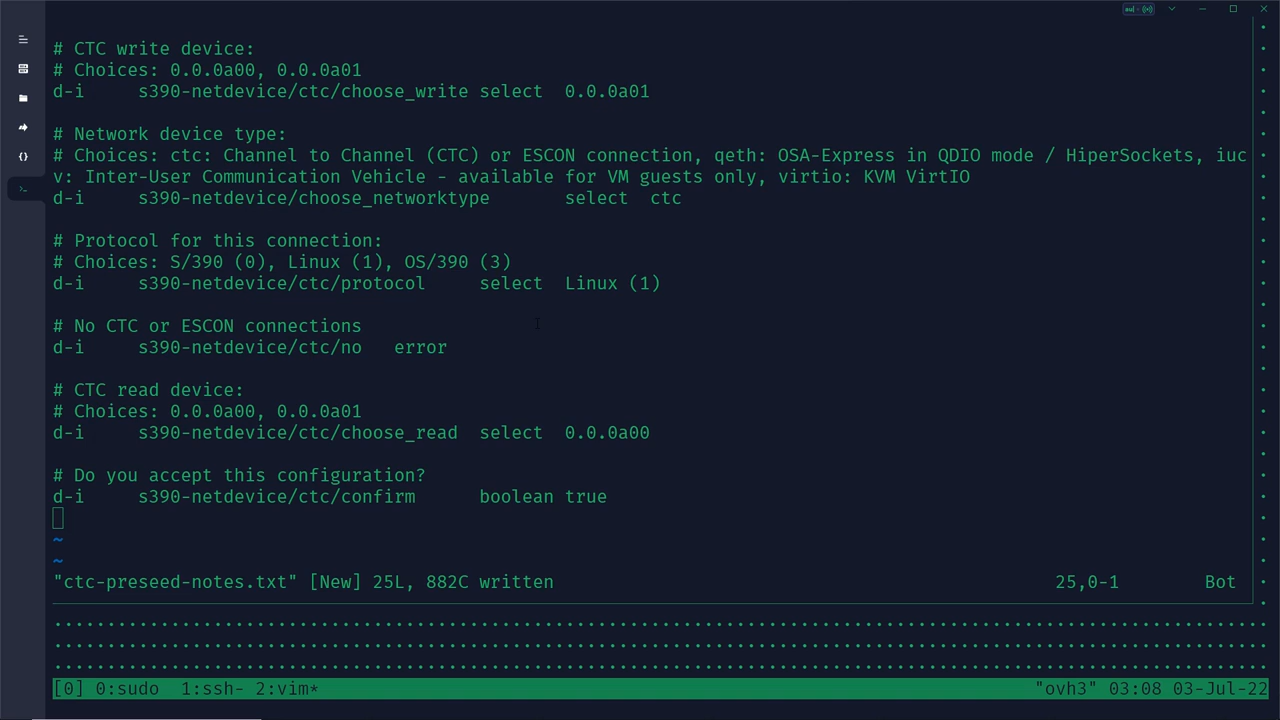 # CTC write device:
# Choices: 0.0.0a00, 0.0.0a01
d-i     s390-netdevice/ctc/choose_write select  0.0.0a01
# Network device type:
# Choices: ctc: Channel to Channel (CTC) or ESCON connection, qeth: OSA-Express in QDIO mode / HiperSockets, iuc
v: Inter-User Communication Vehicle - available for VM guests only, virtio: KVM VirtIO
d-i     s390-netdevice/choose_networktype       select  ctc
# Protocol for this connection:
# Choices: S/390 (0), Linux (1), OS/390 (3)
d-i     s390-netdevice/ctc/protocol     select  Linux (1)
# No CTC or ESCON connections
d-i     s390-netdevice/ctc/no   error
# CTC read device:
# Choices: 0.0.0a00, 0.0.0a01
d-i     s390-netdevice/ctc/choose_read  select  0.0.0a00
# Do you accept this configuration?
d-i     s390-netdevice/ctc/confirm      boolean true
~
~
"ctc-preseed-notes.txt" [New] 25L, 882C written 25,0-1 Bot
[0] 0:sudo  1:ssh- 2:vim* "ovh3" 03:08 03-Jul-22